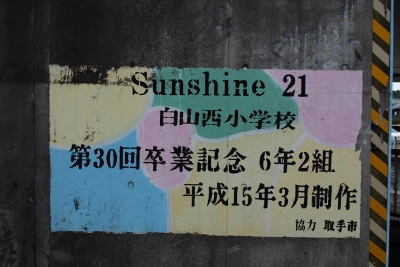 Sunshine 21
白山西小学校
第30回卒業記念 6年2組
平成15年3月制作
協力 取手市